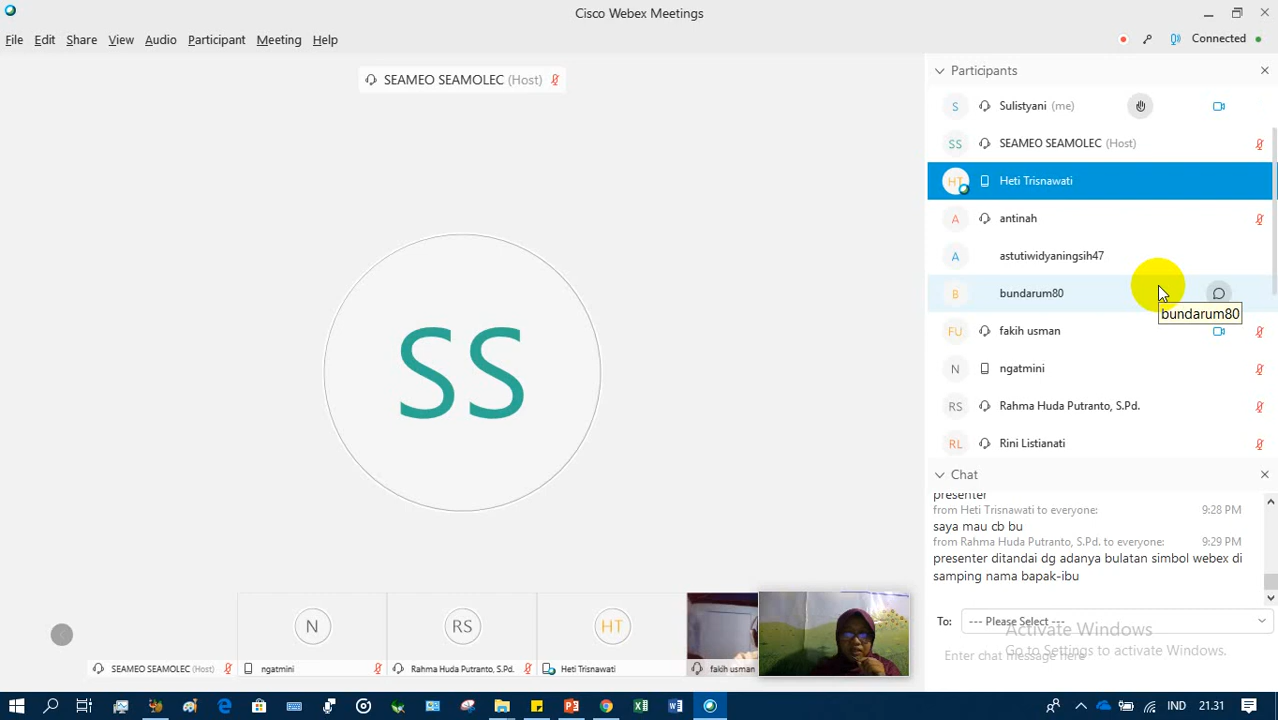 Cisco Webex Meetings
File Edit Share View Audio Participant Meeting Help
Connected
SEAMEO SEAMOLEC (Host)
SS
SEAMEO SEAMOLEC (Host)
N
ngatmini
RS
Rahma Huda Putranto, S.Pd.
HT
Heti Trisnawati
fakih usman
Participants
S Sulistyani (me)
SS SEAMEO SEAMOLEC (Host)
HT Heti Trisnawati
A antinah
A astutiwidyaningsih47
B bundarum80
bundarum80
FU fakih usman
N ngatmini
RS Rahma Huda Putranto, S.Pd.
RL Rini Listianati
Chat
presenter
from Heti Trisnawati to everyone: 9:28 PM
saya mau cb bu
from Rahma Huda Putranto, S.Pd. to everyone: 9:29 PM
presenter ditandai dg adanya bulatan simbol webex di
samping nama bapak-ibu
To: --- Please Select ---
Enter chat message here
Activate Windows
Go to Settings to activate Windows.
IND 21.31